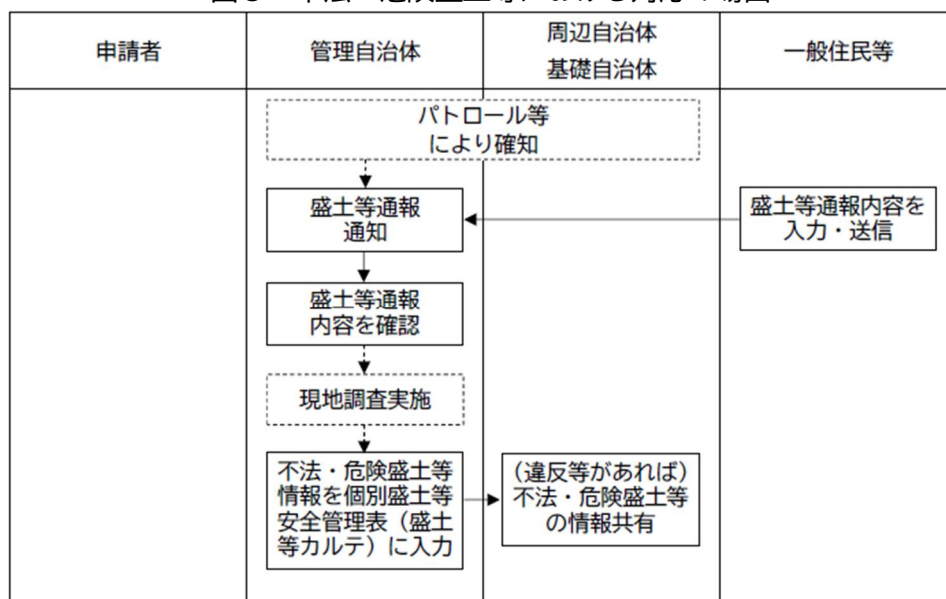 申請者
管理自治体
周辺自治体
基礎自治体
一般住民等
パトロール等
により確知
盛土等通報
通知
盛土等通報内容を
入力・送信
盛土等通報
内容を確認
現地調査実施
不法・危険盛土等
情報を個別盛土等
安全管理表（盛土
等カルテ）に入力
（違反等があれば）
不法・危険盛土等
の情報共有